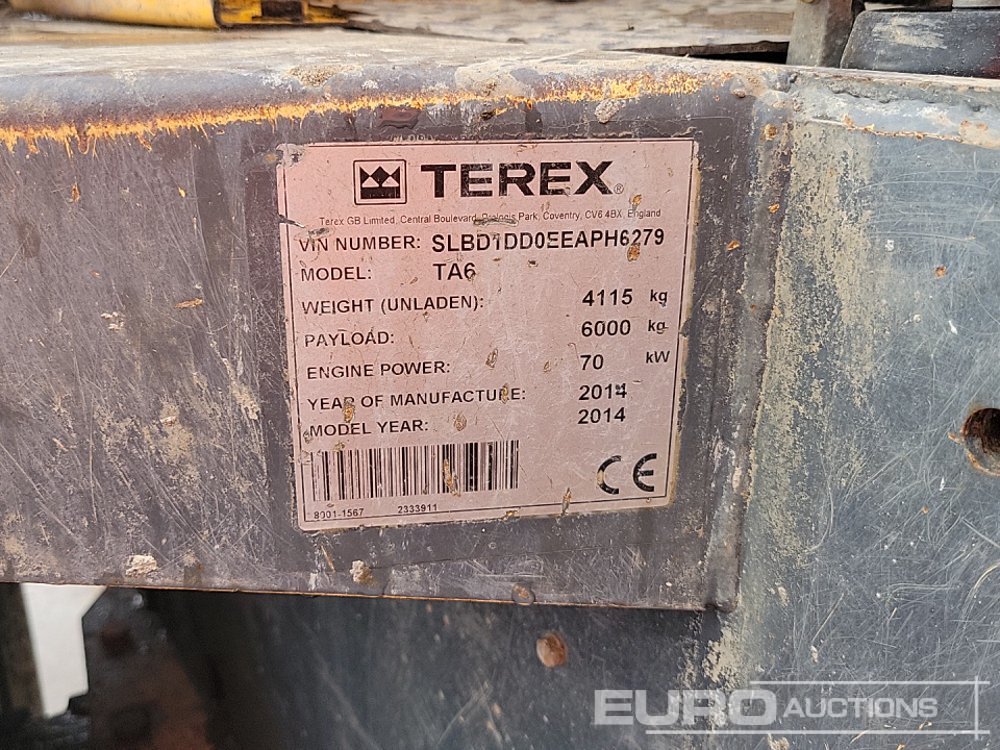 TEREX®
Terex GB Limited, Central Boulevard, Prologis Park, Coventry, CV6 4BX, England
VIN NUMBER: SLBD1DD0EEAPH6279
MODEL: TA6
WEIGHT (UNLADEN): 4115 kg
PAYLOAD: 6000 kg
ENGINE POWER: 70 kW
YEAR OF MANUFACTURE: 2014
MODEL YEAR: 2014
CE
8001-1567 2333911
EURO AUCTIONS